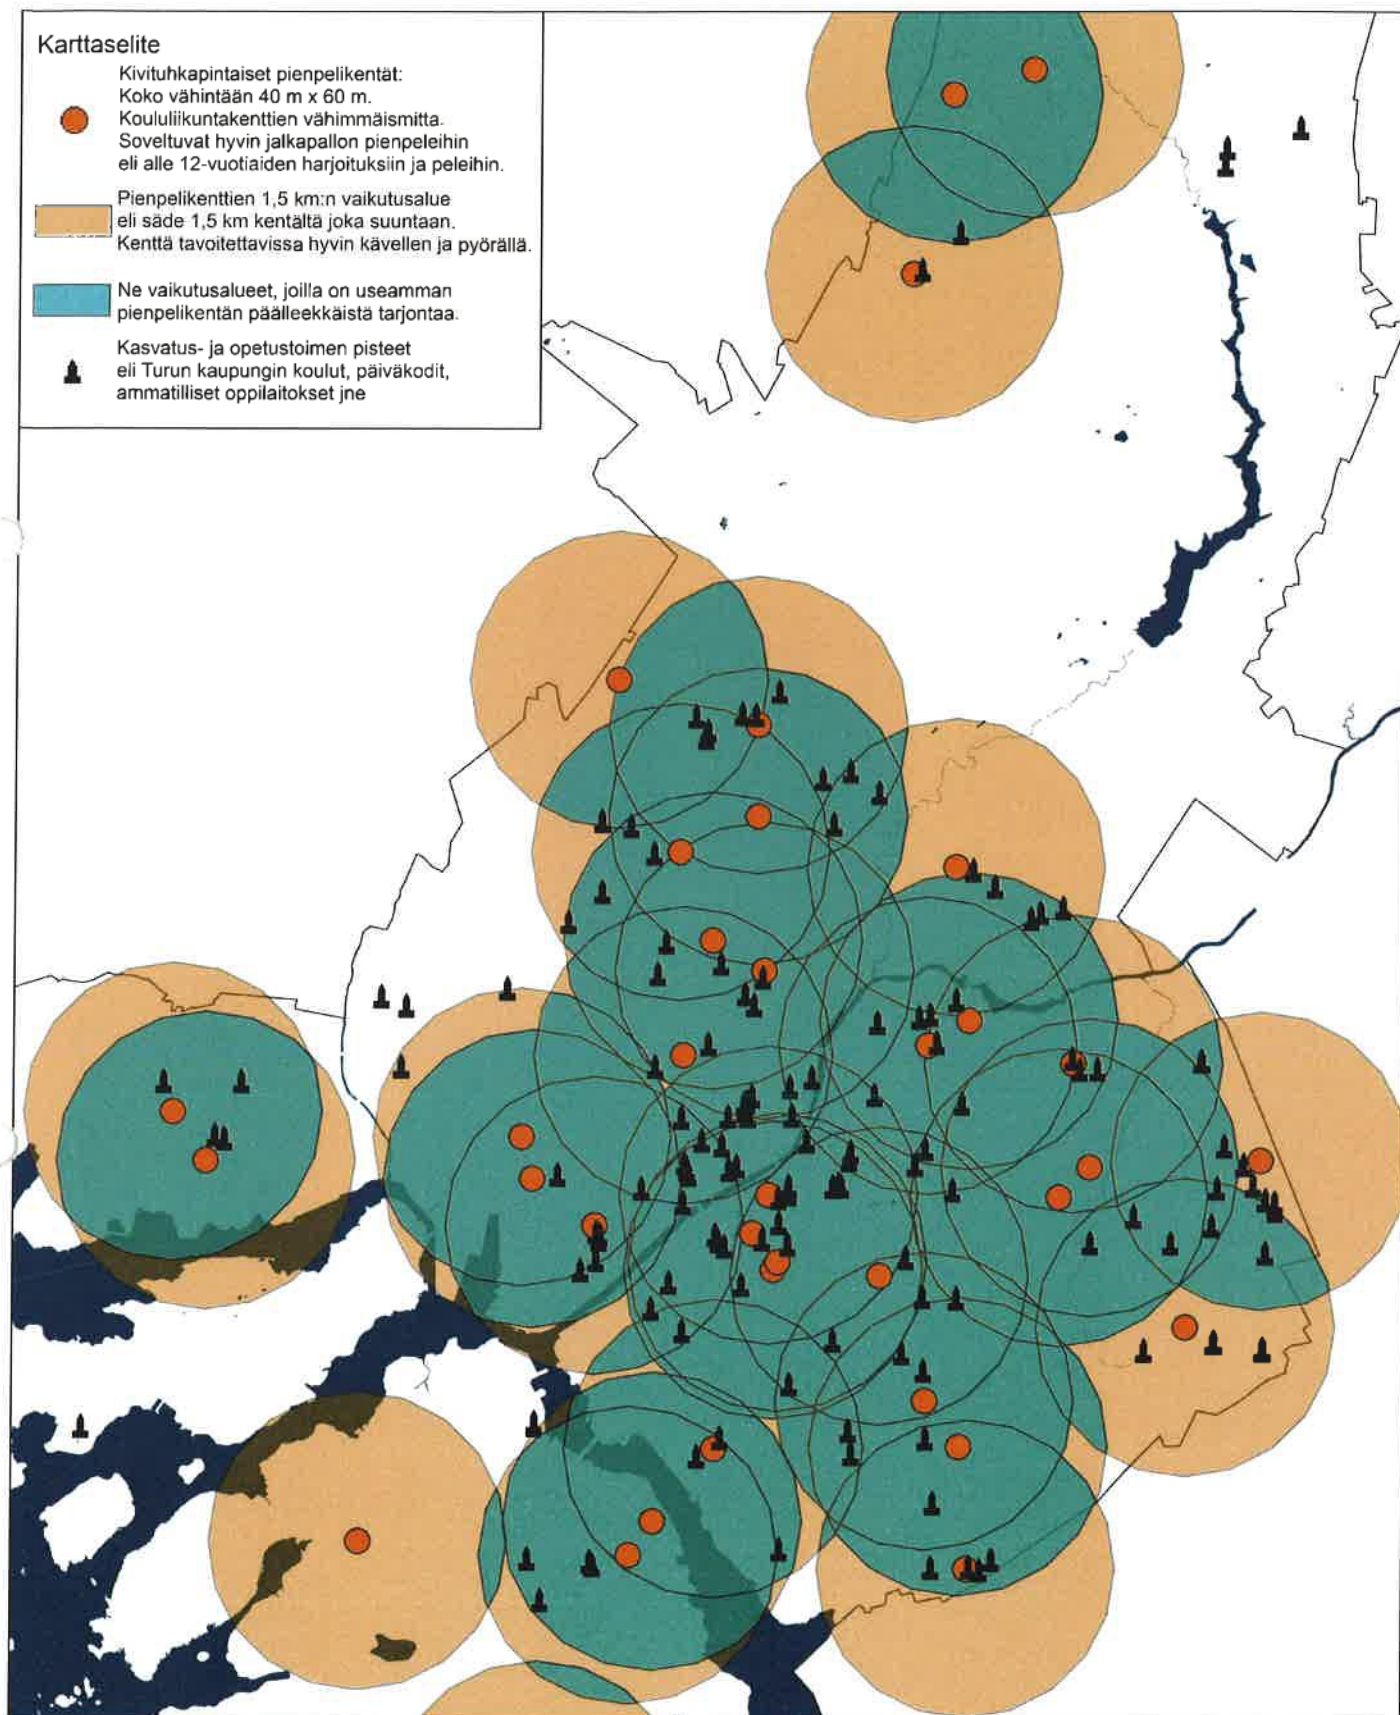 Karttaselite
Kivituhkapintaiset pienpelikentät:
Koko vähintään 40 m x 60 m.
Koululiikuntakenttien vähimmäismitta.
Soveltuvat hyvin jalkapallon pienpeleihin
eli alle 12-vuotiaiden harjoituksiin ja peleihin.
Pienpelikenttien 1,5 km:n vaikutusalue
eli säde 1,5 km kentältä joka suuntaan.
Kenttä tavoitettavissa hyvin kävellen ja pyörällä.
Ne vaikutusalueet, joilla on useamman
pienpelikentän päälleekkäistä tarjontaa.
Kasvatus- ja opetustoimen pisteet
eli Turun kaupungin koulut, päiväkodit,
ammatilliset oppilaitokset jne